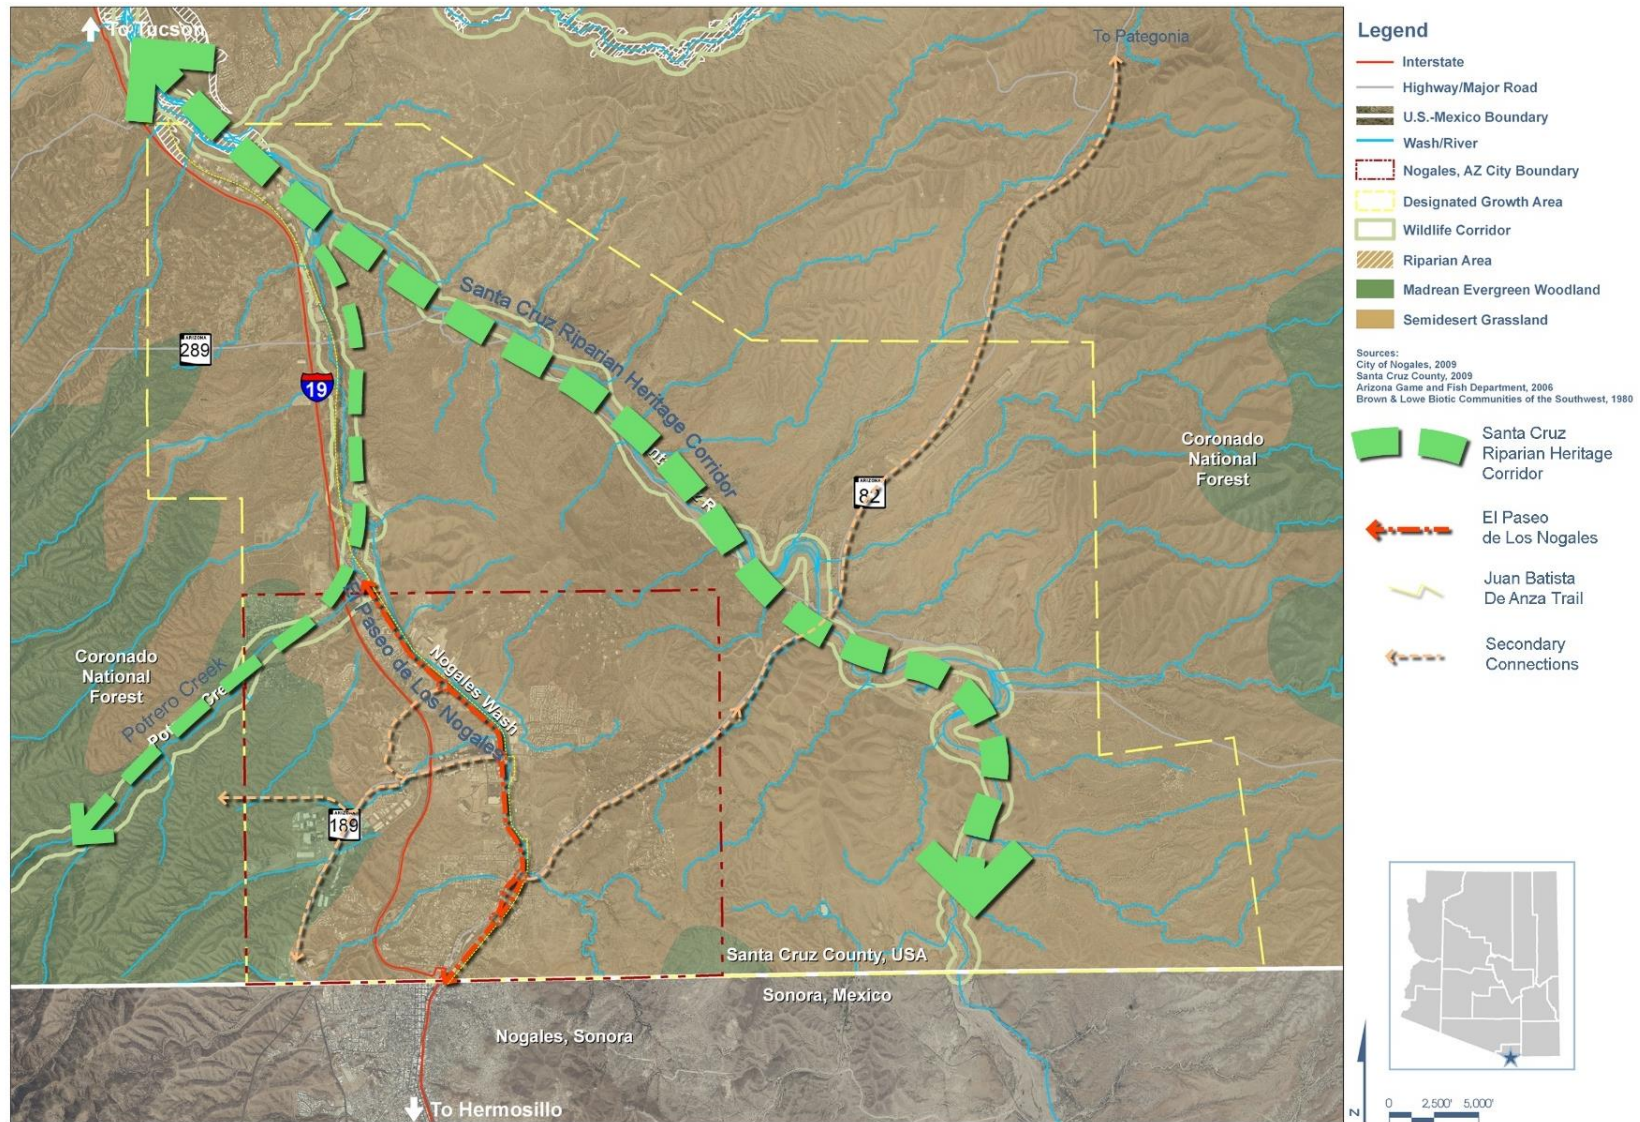 To Tucson
To Pategonia
Santa Cruz Riparian Heritage Corridor
ARIZONA
289
19
ARIZONA
82
Coronado
National
Forest
Coronado
National
Forest
Potrero Creek
El Paseo de Los Nogales
Nogales Wash
ARIZONA
189
Santa Cruz County, USA
Sonora, Mexico
Nogales, Sonora
To Hermosillo
Legend
Interstate
Highway/Major Road
U.S.-Mexico Boundary
Wash/River
Nogales, AZ City Boundary
Designated Growth Area
Wildlife Corridor
Riparian Area
Madrean Evergreen Woodland
Semidesert Grassland
Sources:
City of Nogales, 2009
Santa Cruz County, 2009
Arizona Game and Fish Department, 2006
Brown & Lowe Biotic Communities of the Southwest, 1980
Santa Cruz
Riparian Heritage
Corridor
El Paseo
de Los Nogales
Juan Batista
De Anza Trail
Secondary
Connections
N
0 2,500' 5,000'